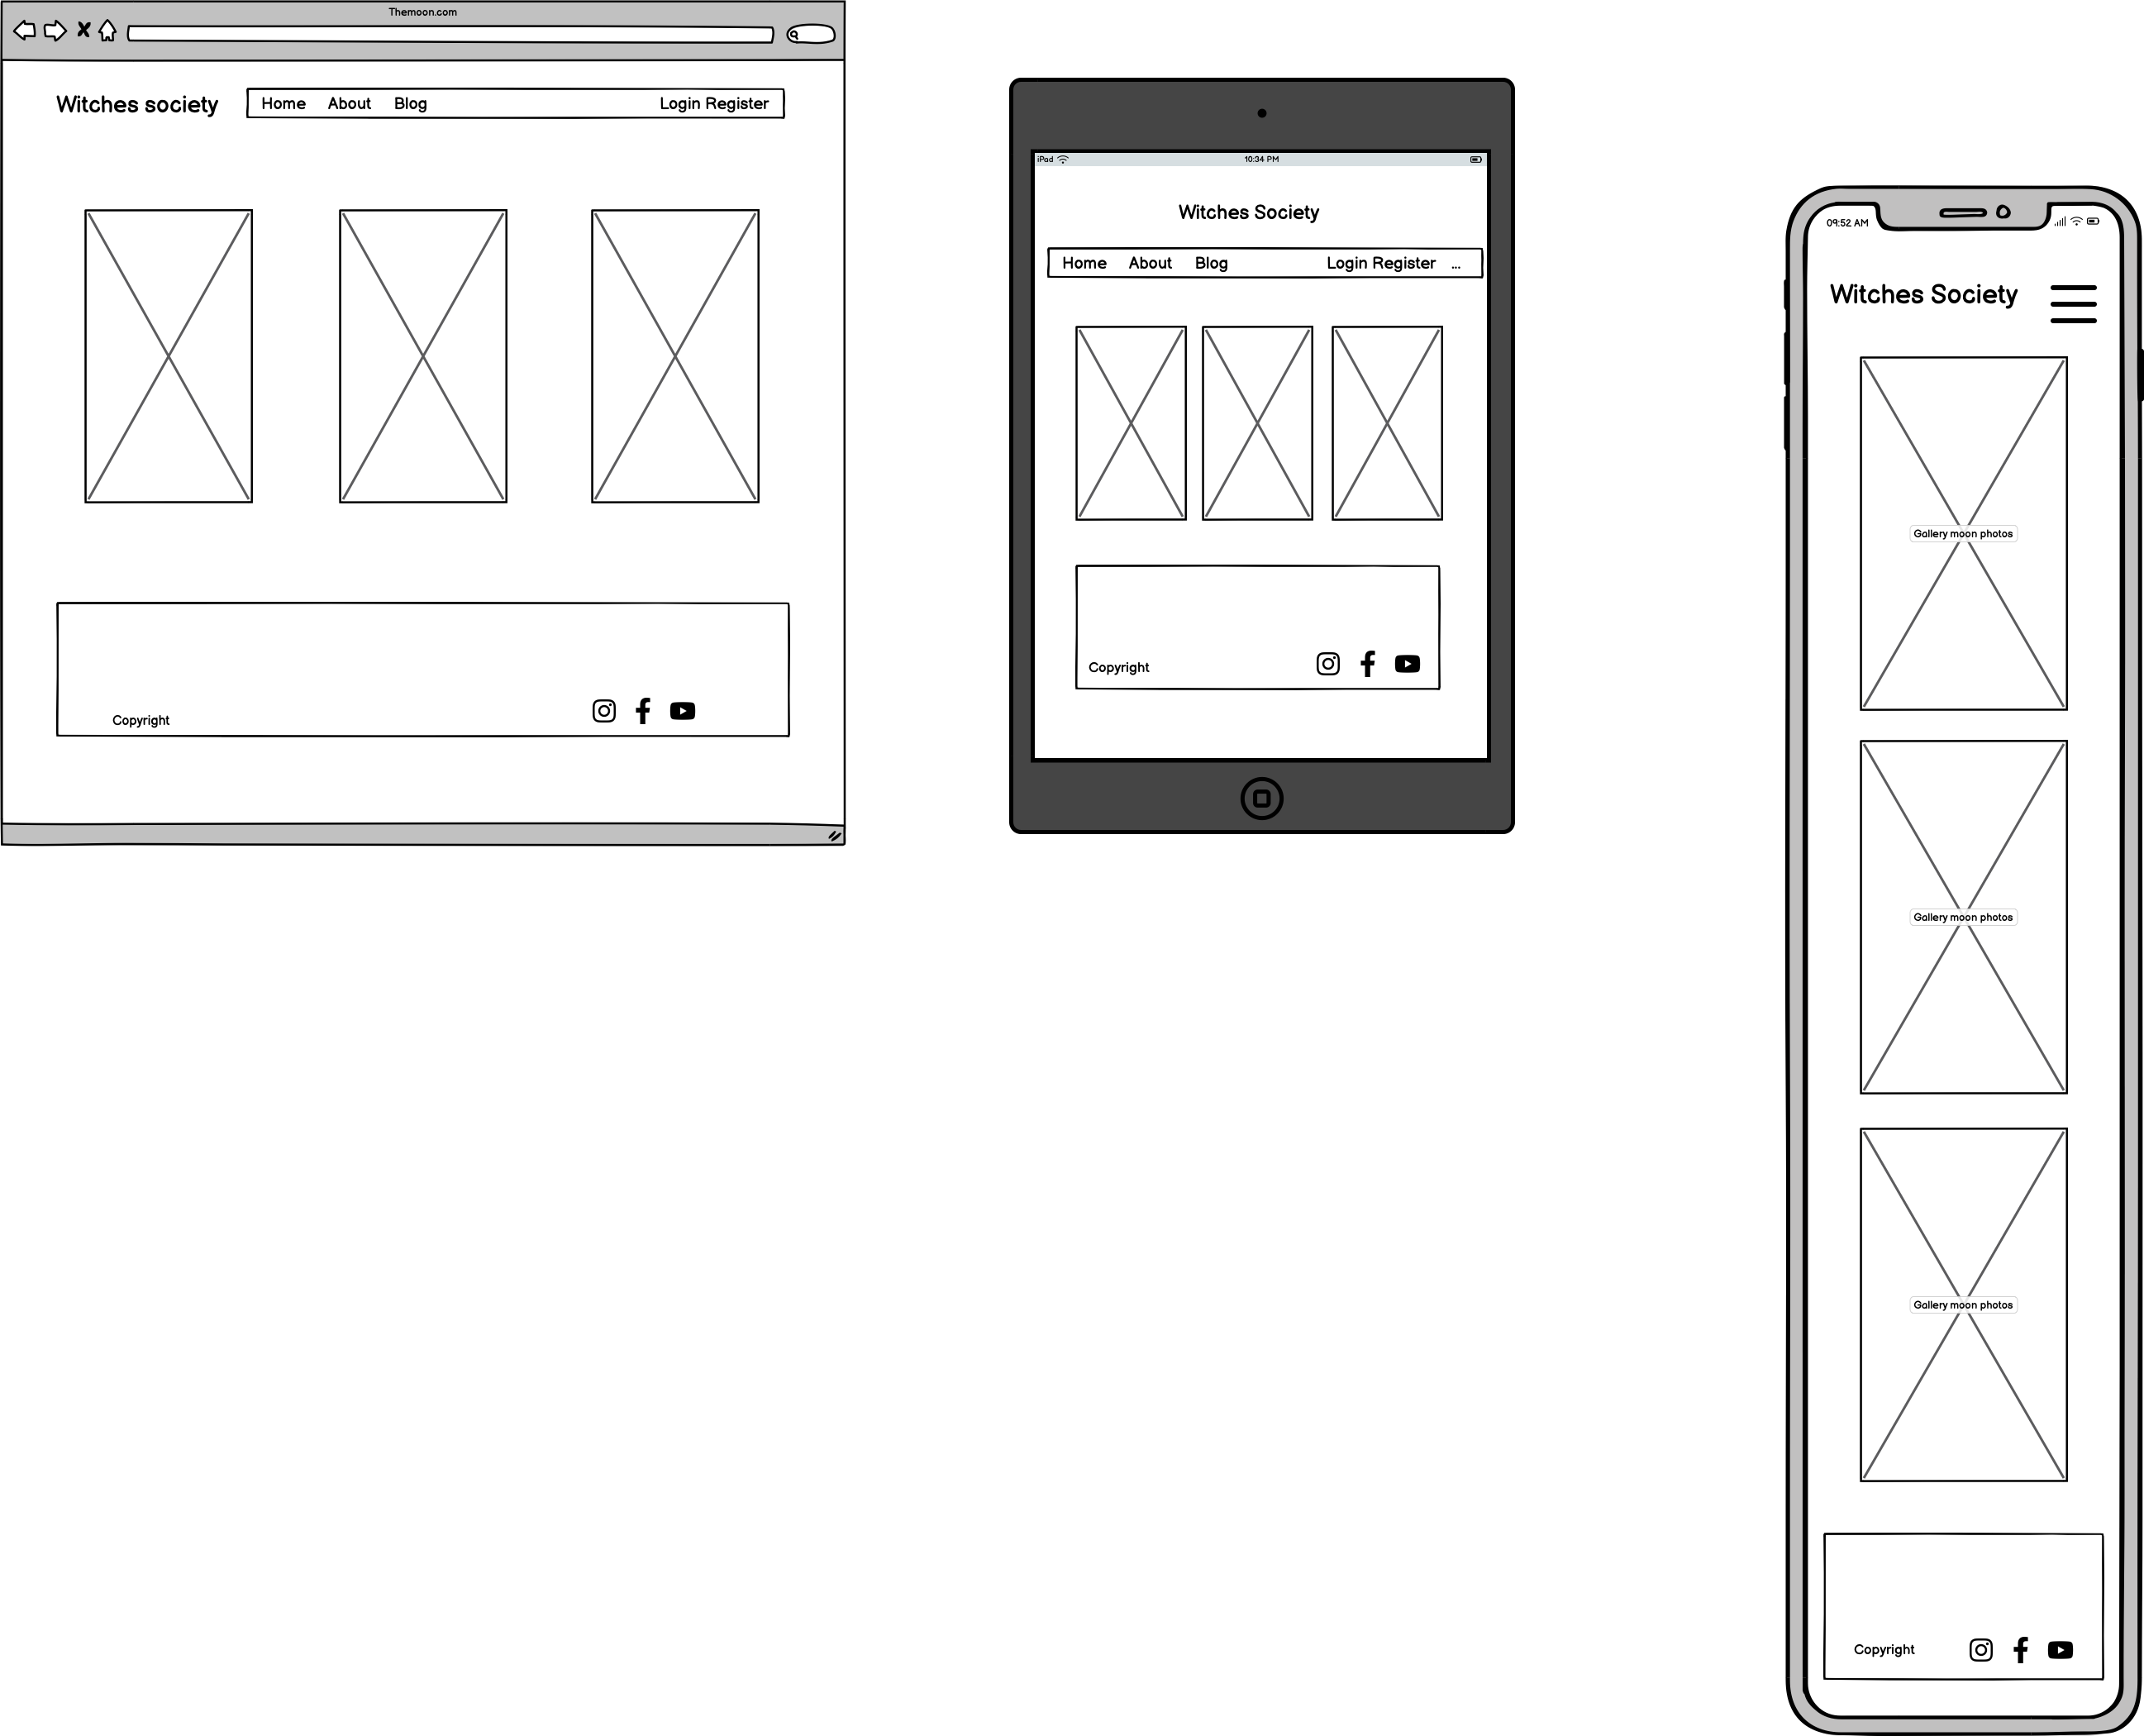 Themoon.com
Witches society
Home About Blog Login Register
Copyright
iPad 10:34 PM
Witches Society
Home About Blog Login Register ...
Copyright
09:52 AM
Witches Society
Gallery moon photos
Gallery moon photos
Gallery moon photos
Copyright